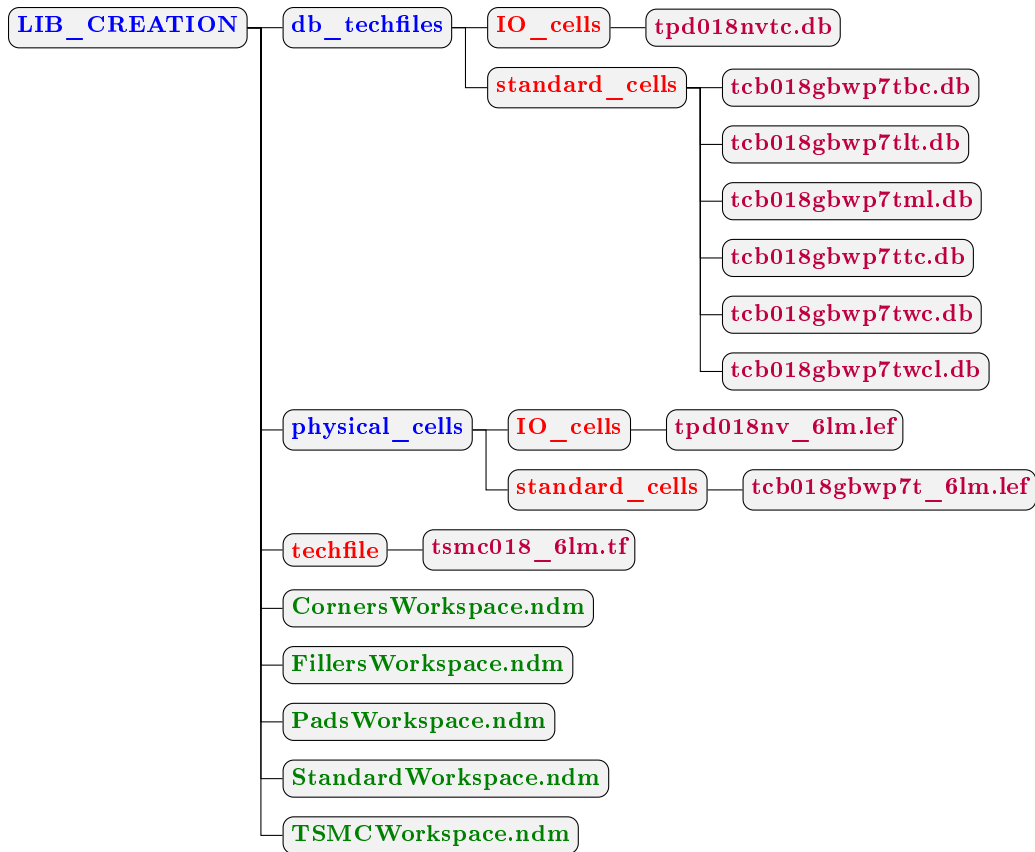 LIB_CREATION
db_techfiles
IO_cells
tpd018nvtc.db
standard_cells
tcb018gbwp7tbc.db
tcb018gbwp7tlt.db
tcb018gbwp7tml.db
tcb018gbwp7ttc.db
tcb018gbwp7twc.db
tcb018gbwp7twcl.db
physical_cells
IO_cells
tpd018nv_6lm.lef
standard_cells
tcb018gbwp7t_6lm.lef
techfile
tsmc018_6lm.tf
CornersWorkspace.ndm
FillersWorkspace.ndm
PadsWorkspace.ndm
StandardWorkspace.ndm
TSMCWorkspace.ndm